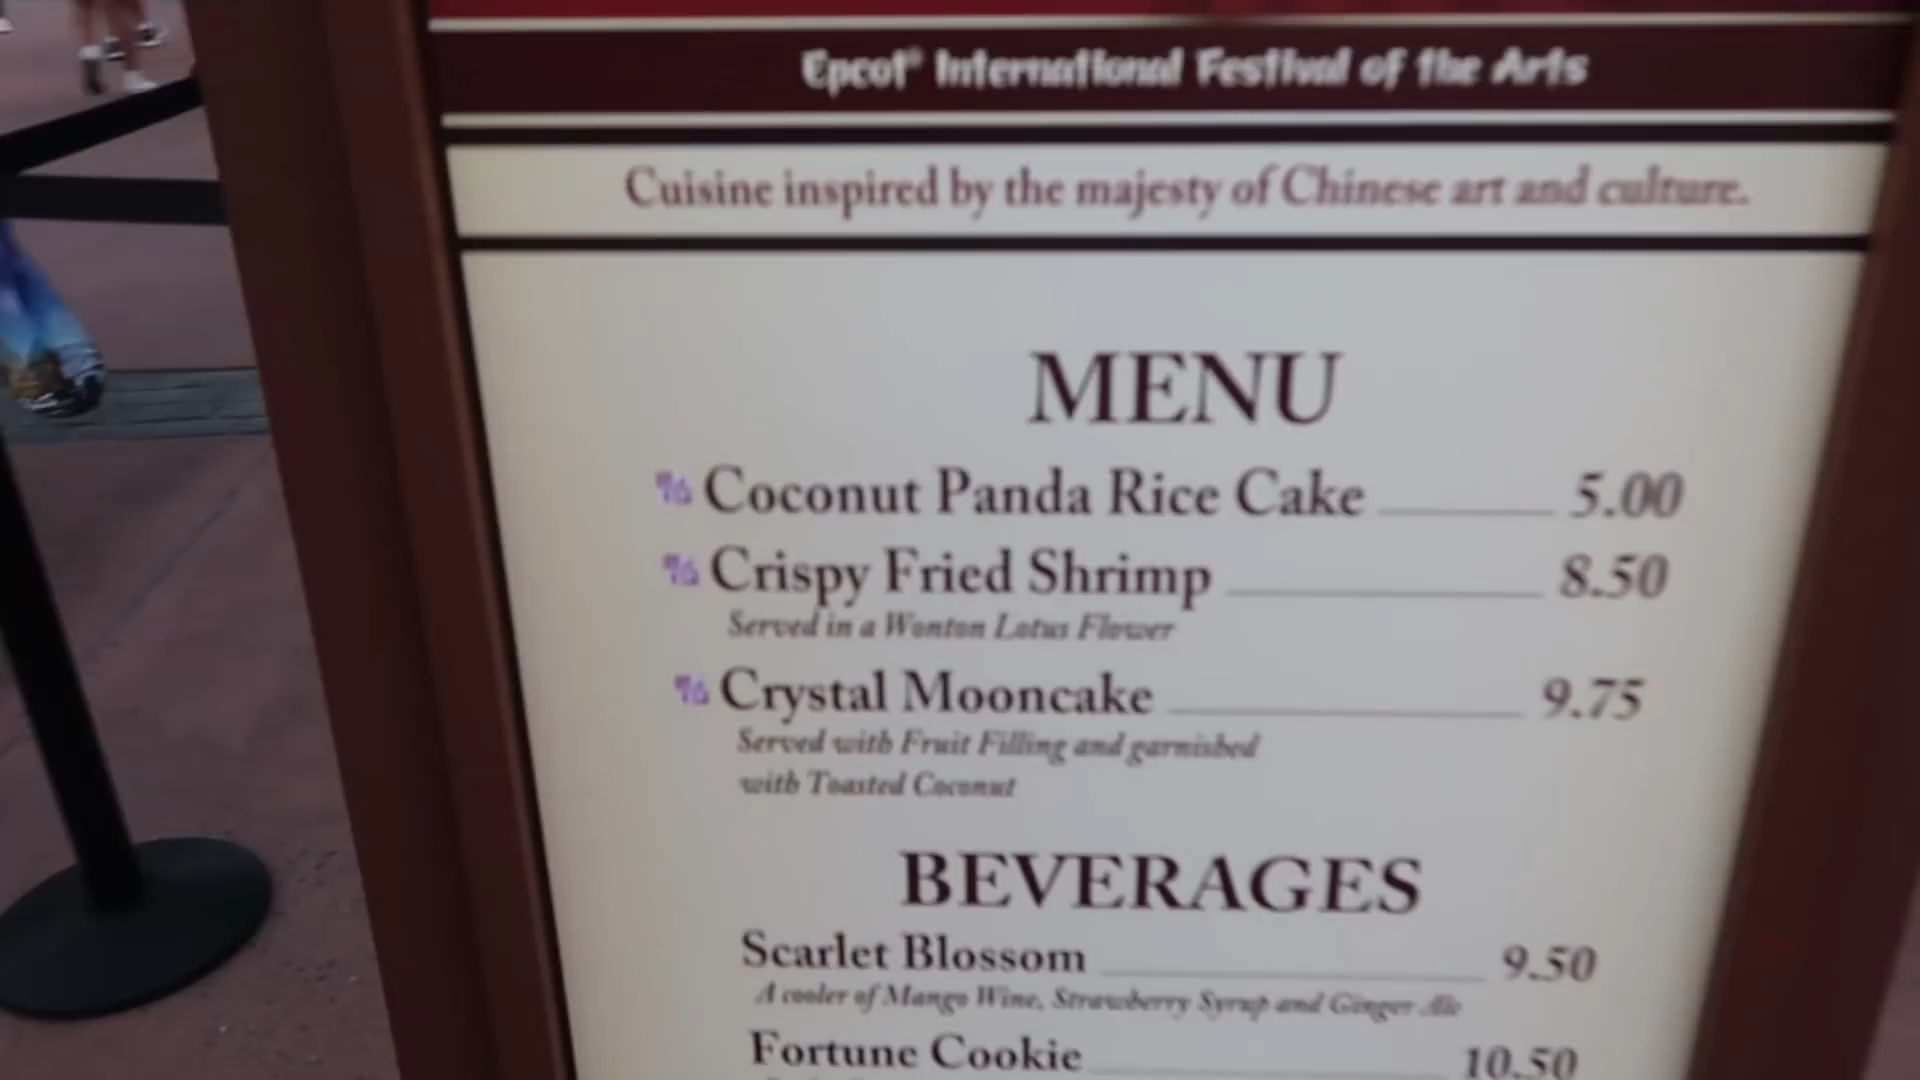 Epcot® International Festival of the Arts
Cuisine inspired by the majesty of Chinese art and culture.
MENU
Coconut Panda Rice Cake 5.00
Crispy Fried Shrimp 8.50
Served in a Wonton Lotus Flower
Crystal Mooncake 9.75
Served with Fruit Filling and garnished
with Toasted Coconut
BEVERAGES
Scarlet Blossom 9.50
A cooler of Mango Wine, Strawberry Syrup and Ginger Ale
Fortune Cookie 10.50